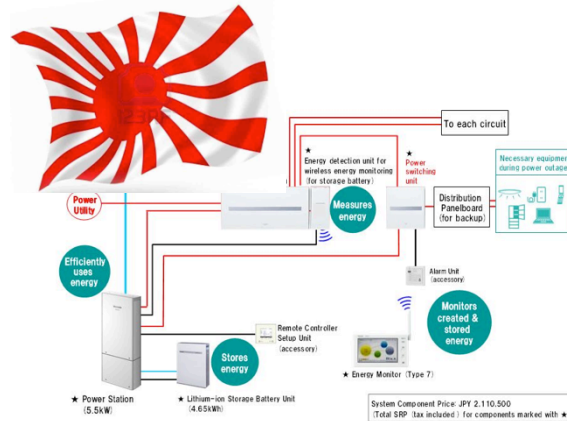 To each circuit
★
Energy detection unit for
wireless energy monitoring
(for storage battery)
★
Power
switching
unit
Necessary equipme
during power outage
Power
Utility
Measures
energy
Distribution
Panelboard
(for backup)
Efficiently
uses
energy
Alarm Unit
(accessory)
Monitors
created &
stored
energy
Remote Controller
Setup Unit
(accessory)
Stores
energy
★ Energy Monitor (Type 7)
★ Power Station
(5.5kW)
★ Lithium-ion Storage Battery Unit
(4.65kWh)
System Component Price: JPY 2.110.500
(Total SRP (tax included) for components marked with ★